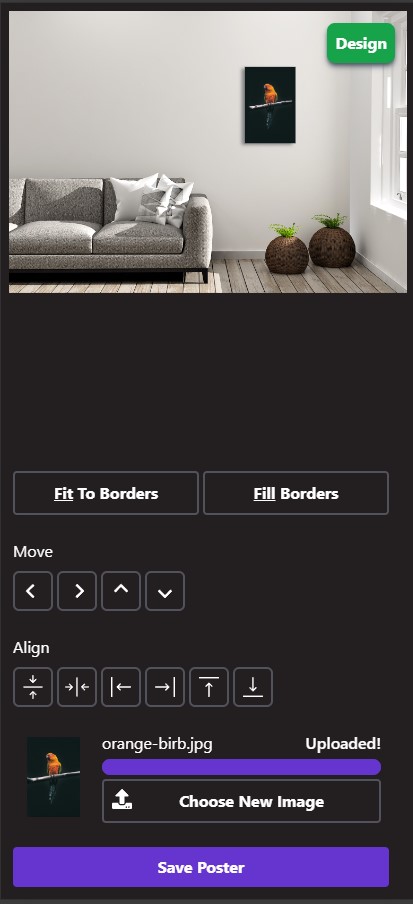 Design
Fit To Borders
Fill Borders
Move
Align
orange-birb.jpg
Uploaded!
Choose New Image
Save Poster